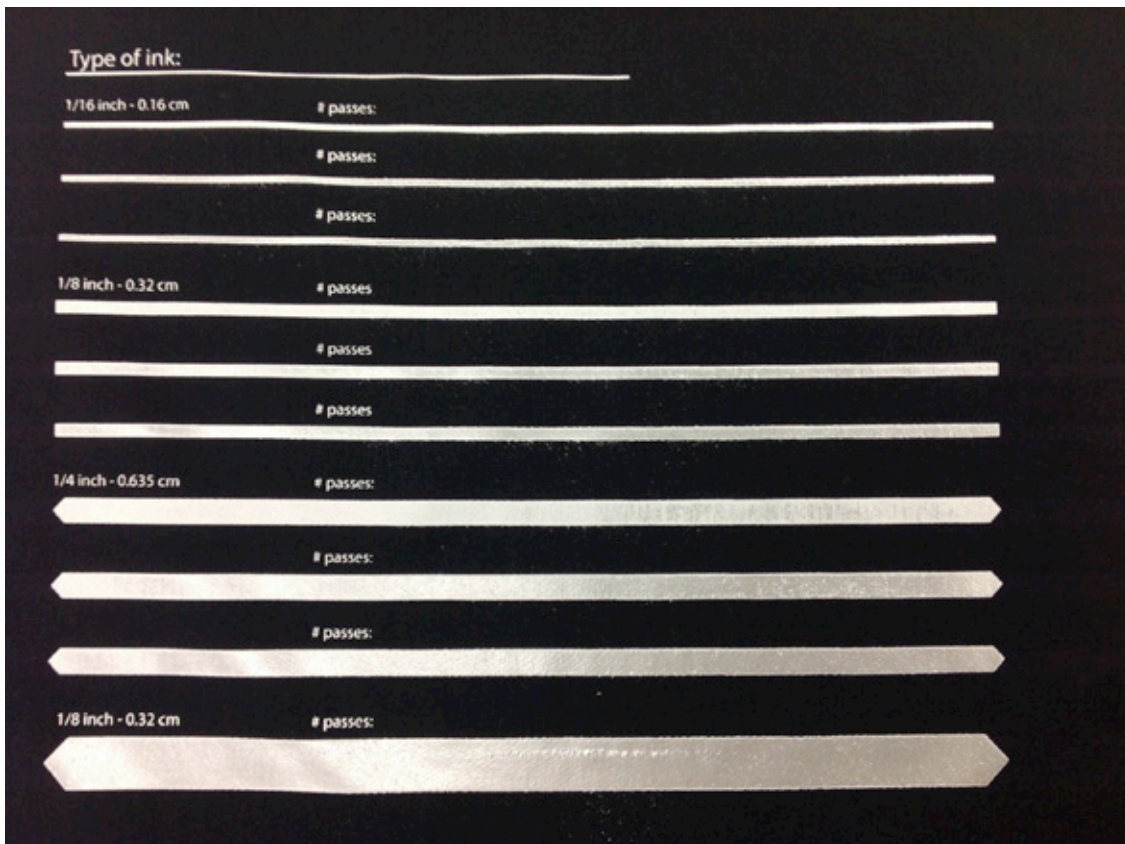 Type of ink:
1/16 inch - 0.16 cm # passes:
# passes:
# passes:
1/8 inch - 0.32 cm # passes
# passes
# passes
1/4 inch - 0.635 cm # passes:
# passes:
# passes:
1/8 inch - 0.32 cm # passes: